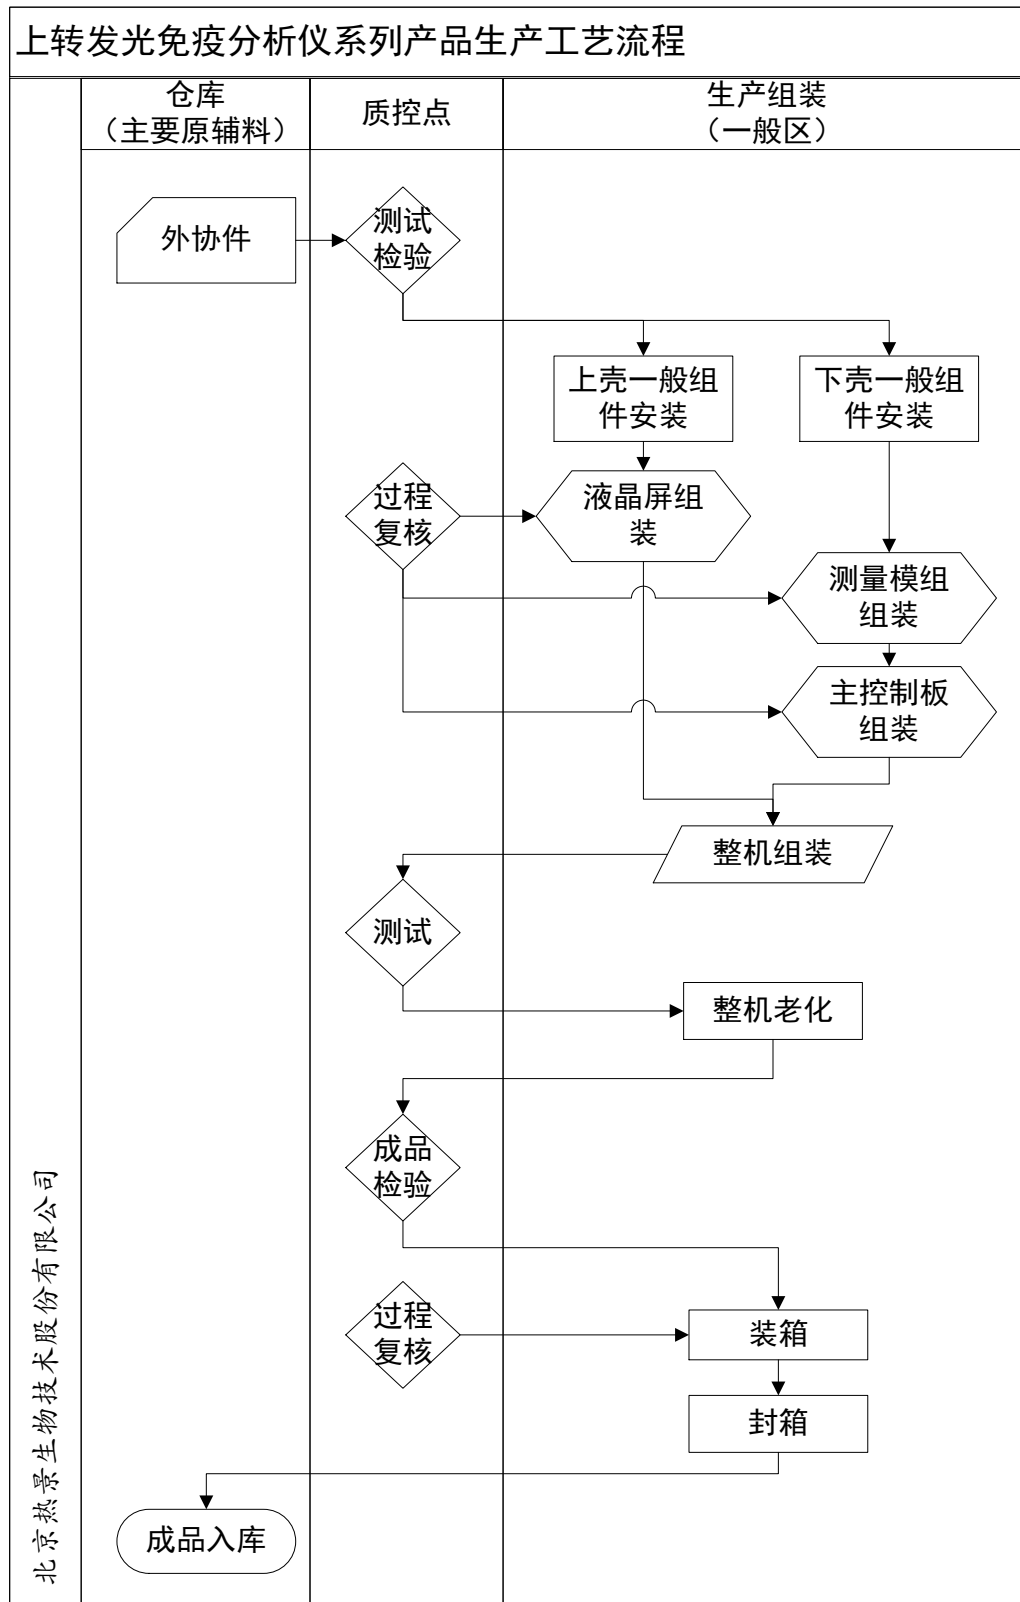 上转发光免疫分析仪系列产品生产工艺流程
仓库
（主要原辅料）
质控点
生产组装
（一般区）
外协件
测试
检验
上壳一般组
件安装
下壳一般组
件安装
过程
复核
液晶屏组
装
测量模组
组装
主控制板
组装
整机组装
测试
整机老化
成品
检验
过程
复核
装箱
封箱
成品入库
北京热景生物技术股份有限公司